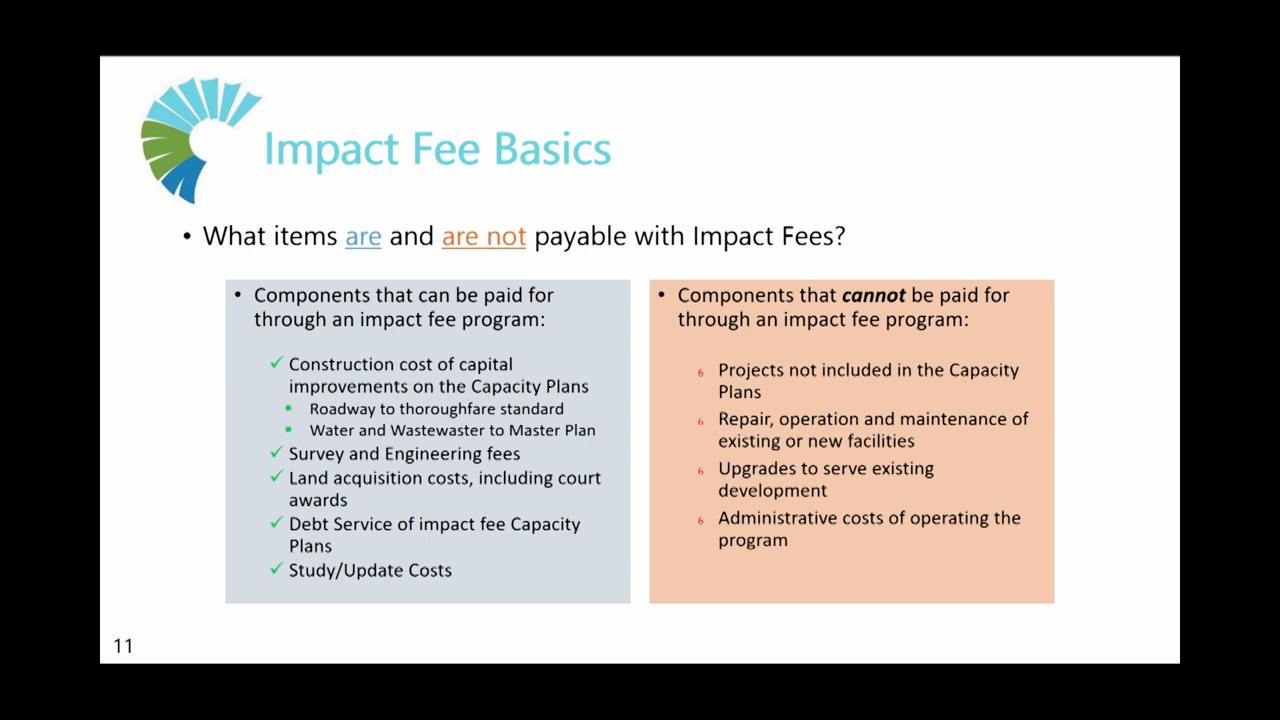 Impact Fee Basics
• What items are and are not payable with Impact Fees?
• Components that can be paid for
through an impact fee program:
✓ Construction cost of capital
improvements on the Capacity Plans
▪ Roadway to thoroughfare standard
▪ Water and Wastewaster to Master Plan
✓ Survey and Engineering fees
✓ Land acquisition costs, including court
awards
✓ Debt Service of impact fee Capacity
Plans
✓ Study/Update Costs
• Components that cannot be paid for
through an impact fee program:
6 Projects not included in the Capacity
Plans
6 Repair, operation and maintenance of
existing or new facilities
6 Upgrades to serve existing
development
6 Administrative costs of operating the
program
11